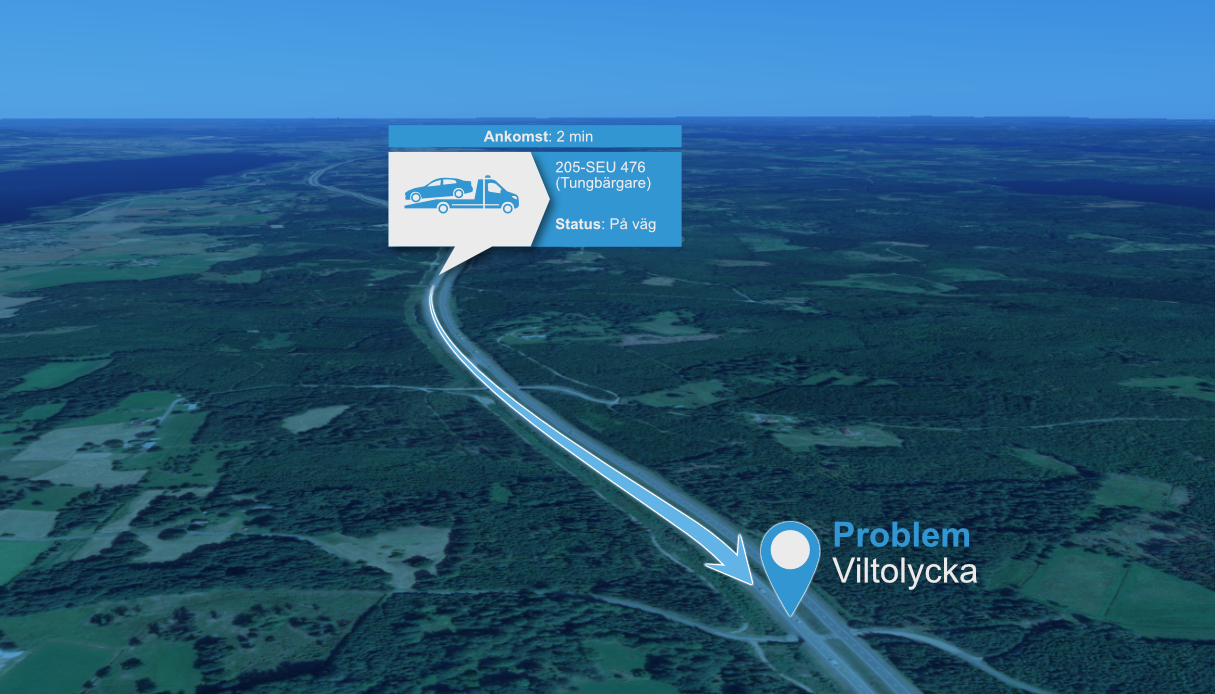 Ankomst: 2 min
205-SEU 476
(Tungbärgare)
Status: På väg
Problem
Viltolycka